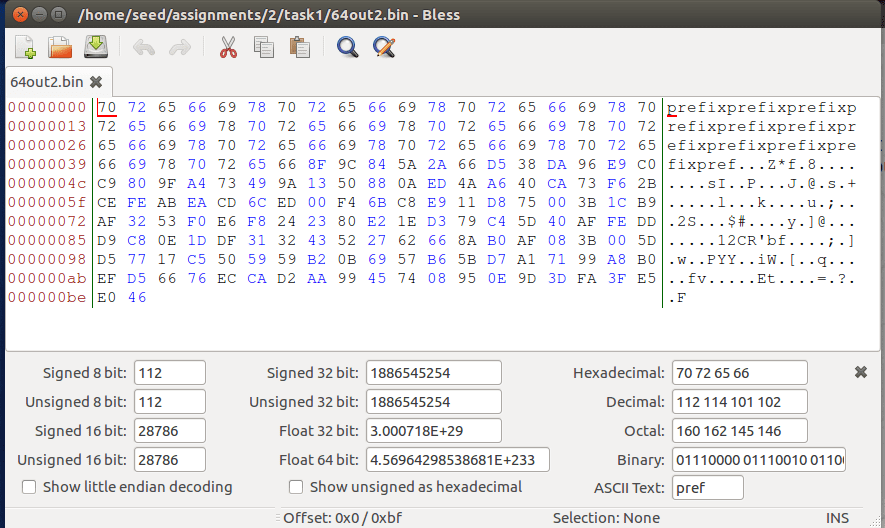 /home/seed/assignments/2/task1/64out2.bin - Bless
64out2.bin
00000000 70 72 65 66 69 78 70 72 65 66 69 78 70 72 65 66 69 78 70 prefixprefixprefixp
00000013 72 65 66 69 78 70 72 65 66 69 78 70 72 65 66 69 78 70 72 refixprefixprefixpr
00000026 65 66 69 78 70 72 65 66 69 78 70 72 65 66 69 78 70 72 65 efixprefixprefixpre
00000039 66 69 78 70 72 65 66 8F 9C 84 5A 2A 66 D5 38 DA 96 E9 C0 fixpref...Z*f.8....
0000004c C9 80 9F A4 73 49 9A 13 50 88 0A ED 4A A6 40 CA 73 F6 2B ....sI..P...J.@.s.+
0000005f CE FE AB EA CD 6C ED 00 F4 6B C8 E9 11 D8 75 00 3B 1C B9 .....l...k....u.;..
00000072 AF 32 53 F0 E6 F8 24 23 80 E2 1E D3 79 C4 5D 40 AF FE DD .2S...$#....y.]@...
00000085 D9 C8 0E 1D DF 31 32 43 52 27 62 66 8A B0 AF 08 3B 00 5D .....12CR'bf....;.]
00000098 D5 77 17 C5 50 59 59 B2 0B 69 57 B6 5B D7 A1 71 99 A8 B0 .w..PYY..iW.[..q...
000000ab EF D5 66 76 EC CA D2 AA 99 45 74 08 95 0E 9D 3D FA 3F E5 ..fv.....Et....=.?.
000000be E0 46 .F
Signed 8 bit: 112 Signed 32 bit: 1886545254 Hexadecimal: 70 72 65 66
Unsigned 8 bit: 112 Unsigned 32 bit: 1886545254 Decimal: 112 114 101 102
Signed 16 bit: 28786 Float 32 bit: 3.000718E+29 Octal: 160 162 145 146
Unsigned 16 bit: 28786 Float 64 bit: 4.56964298538681E+233 Binary: 01110000 01110010 0110
Show little endian decoding Show unsigned as hexadecimal ASCII Text: pref
Offset: 0x0 / 0xbf Selection: None INS